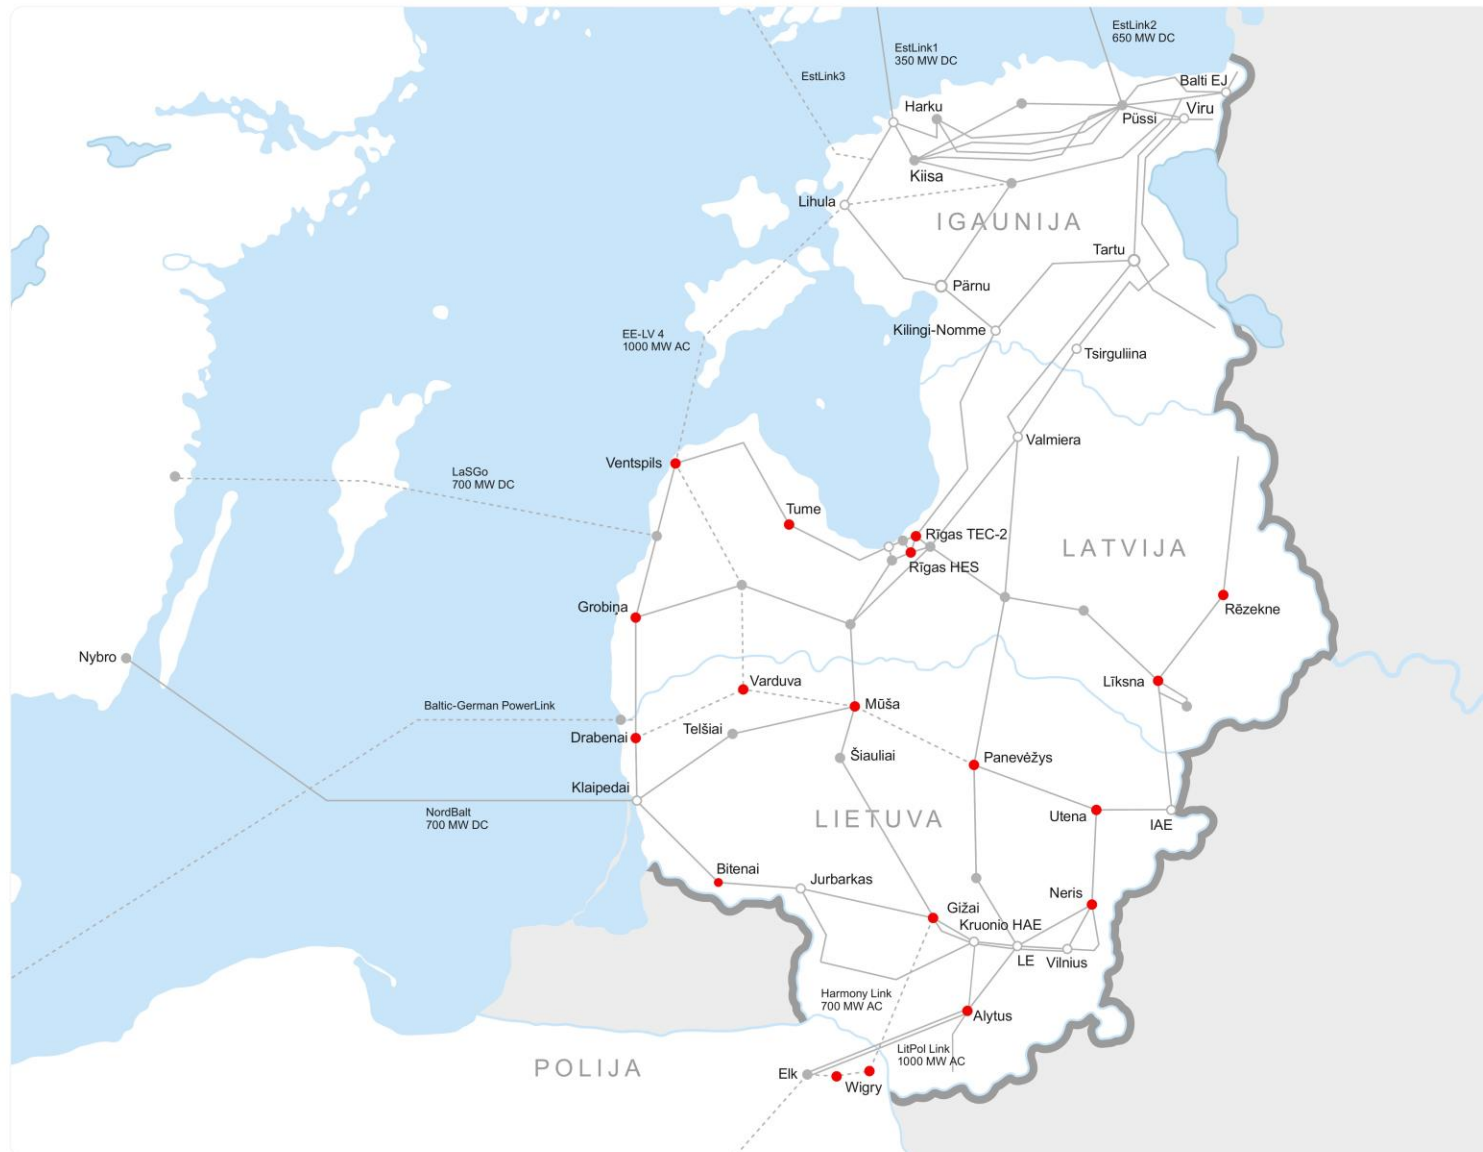 EstLink2
650 MW DC
EstLink1
350 MW DC
EstLink3
Balti EJ
Harku
Viru
Püssi
Kiisa
Lihula
IGAUNIJA
Tartu
Pärnu
EE-LV 4
1000 MW AC
Kilingi-Nomme
Tsirguliina
Valmiera
Ventspils
LaSGo
700 MW DC
Tume
Rīgas TEC-2
LATVIJA
Rīgas HES
Grobiņa
Rēzekne
Nybro
Varduva
Līksna
Baltic-German PowerLink
Mūša
Telšiai
Drabenai
Šiauliai
Panevėžys
Klaipedai
NordBalt
700 MW DC
LIETUVA
Utena
IAE
Bitenai
Jurbarkas
Neris
Gižai
Kruonio HAE
LE
Vilnius
Harmony Link
700 MW AC
Alytus
LitPol Link
1000 MW AC
POLIJA
Elk
Wigry